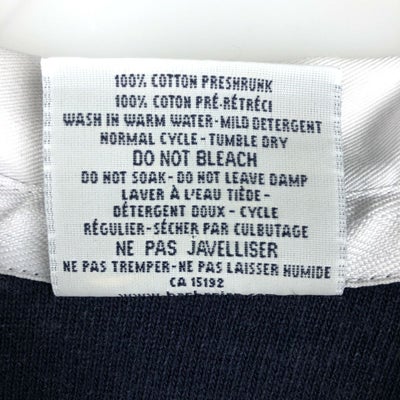 100% COTTON PRESHRUNK
100% COTON PRÉ-RÉTRÉCI
WASH IN WARM WATER-MILD DETERGENT
NORMAL CYCLE-TUMBLE DRY
DO NOT BLEACH
DO NOT SOAK-DO NOT LEAVE DAMP
LAVER À L'EAU TIÈDE-
DÉTERGENT DOUX-CYCLE
RÉGULIER-SÉCHER PAR CULBUTAGE
NE PAS JAVELLISER
NE PAS TREMPER-NE PAS LAISSER HUMIDE
CA 15192